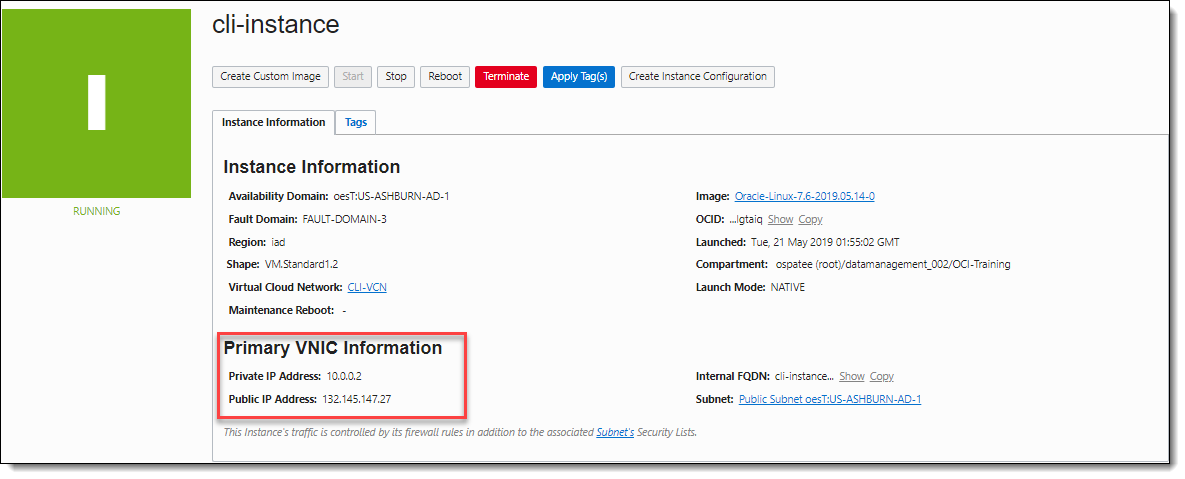 cli-instance
I
Create Custom Image Start Stop Reboot Terminate Apply Tag(s) Create Instance Configuration
RUNNING
Instance Information Tags
Instance Information
Availability Domain: oesT:US-ASHBURN-AD-1 Image: Oracle-Linux-7.6-2019.05.14-0
Fault Domain: FAULT-DOMAIN-3 OCID: ...lgtaiq Show Copy
Region: iad Launched: Tue, 21 May 2019 01:55:02 GMT
Shape: VM.Standard1.2 Compartment: ospatee (root)/datamanagement_002/OCI-Training
Virtual Cloud Network: CLI-VCN Launch Mode: NATIVE
Maintenance Reboot: -
Primary VNIC Information
Private IP Address: 10.0.0.2 Internal FQDN: cli-instance... Show Copy
Public IP Address: 132.145.147.27 Subnet: Public Subnet oesT:US-ASHBURN-AD-1
This Instance's traffic is controlled by its firewall rules in addition to the associated Subnet's Security Lists.